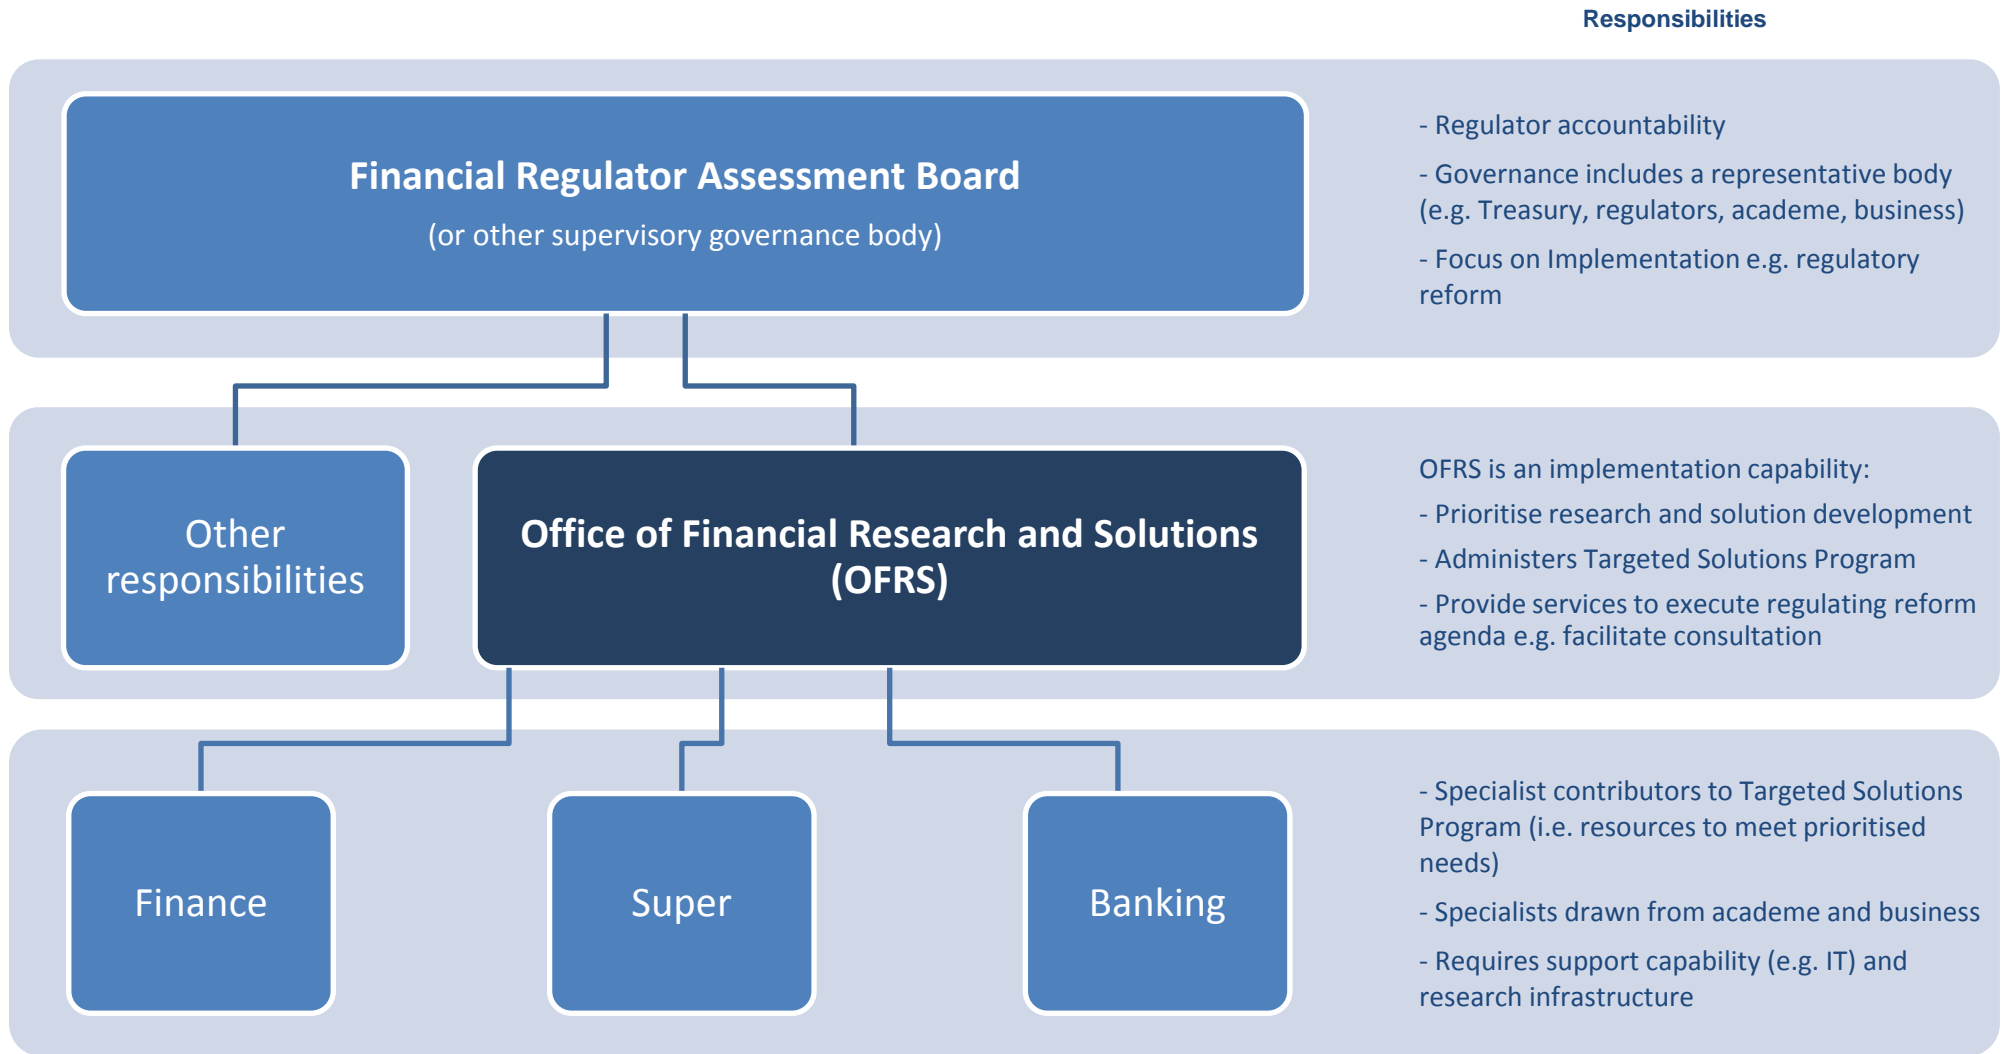 Responsibilities
Financial Regulator Assessment Board
(or other supervisory governance body)
- Regulator accountability
- Governance includes a representative body
(e.g. Treasury, regulators, academe, business)
- Focus on Implementation e.g. regulatory
reform
Other
responsibilities
Office of Financial Research and Solutions
(OFRS)
OFRS is an implementation capability:
- Prioritise research and solution development
- Administers Targeted Solutions Program
- Provide services to execute regulating reform
agenda e.g. facilitate consultation
Finance
Super
Banking
- Specialist contributors to Targeted Solutions
Program (i.e. resources to meet prioritised
needs)
- Specialists drawn from academe and business
- Requires support capability (e.g. IT) and
research infrastructure